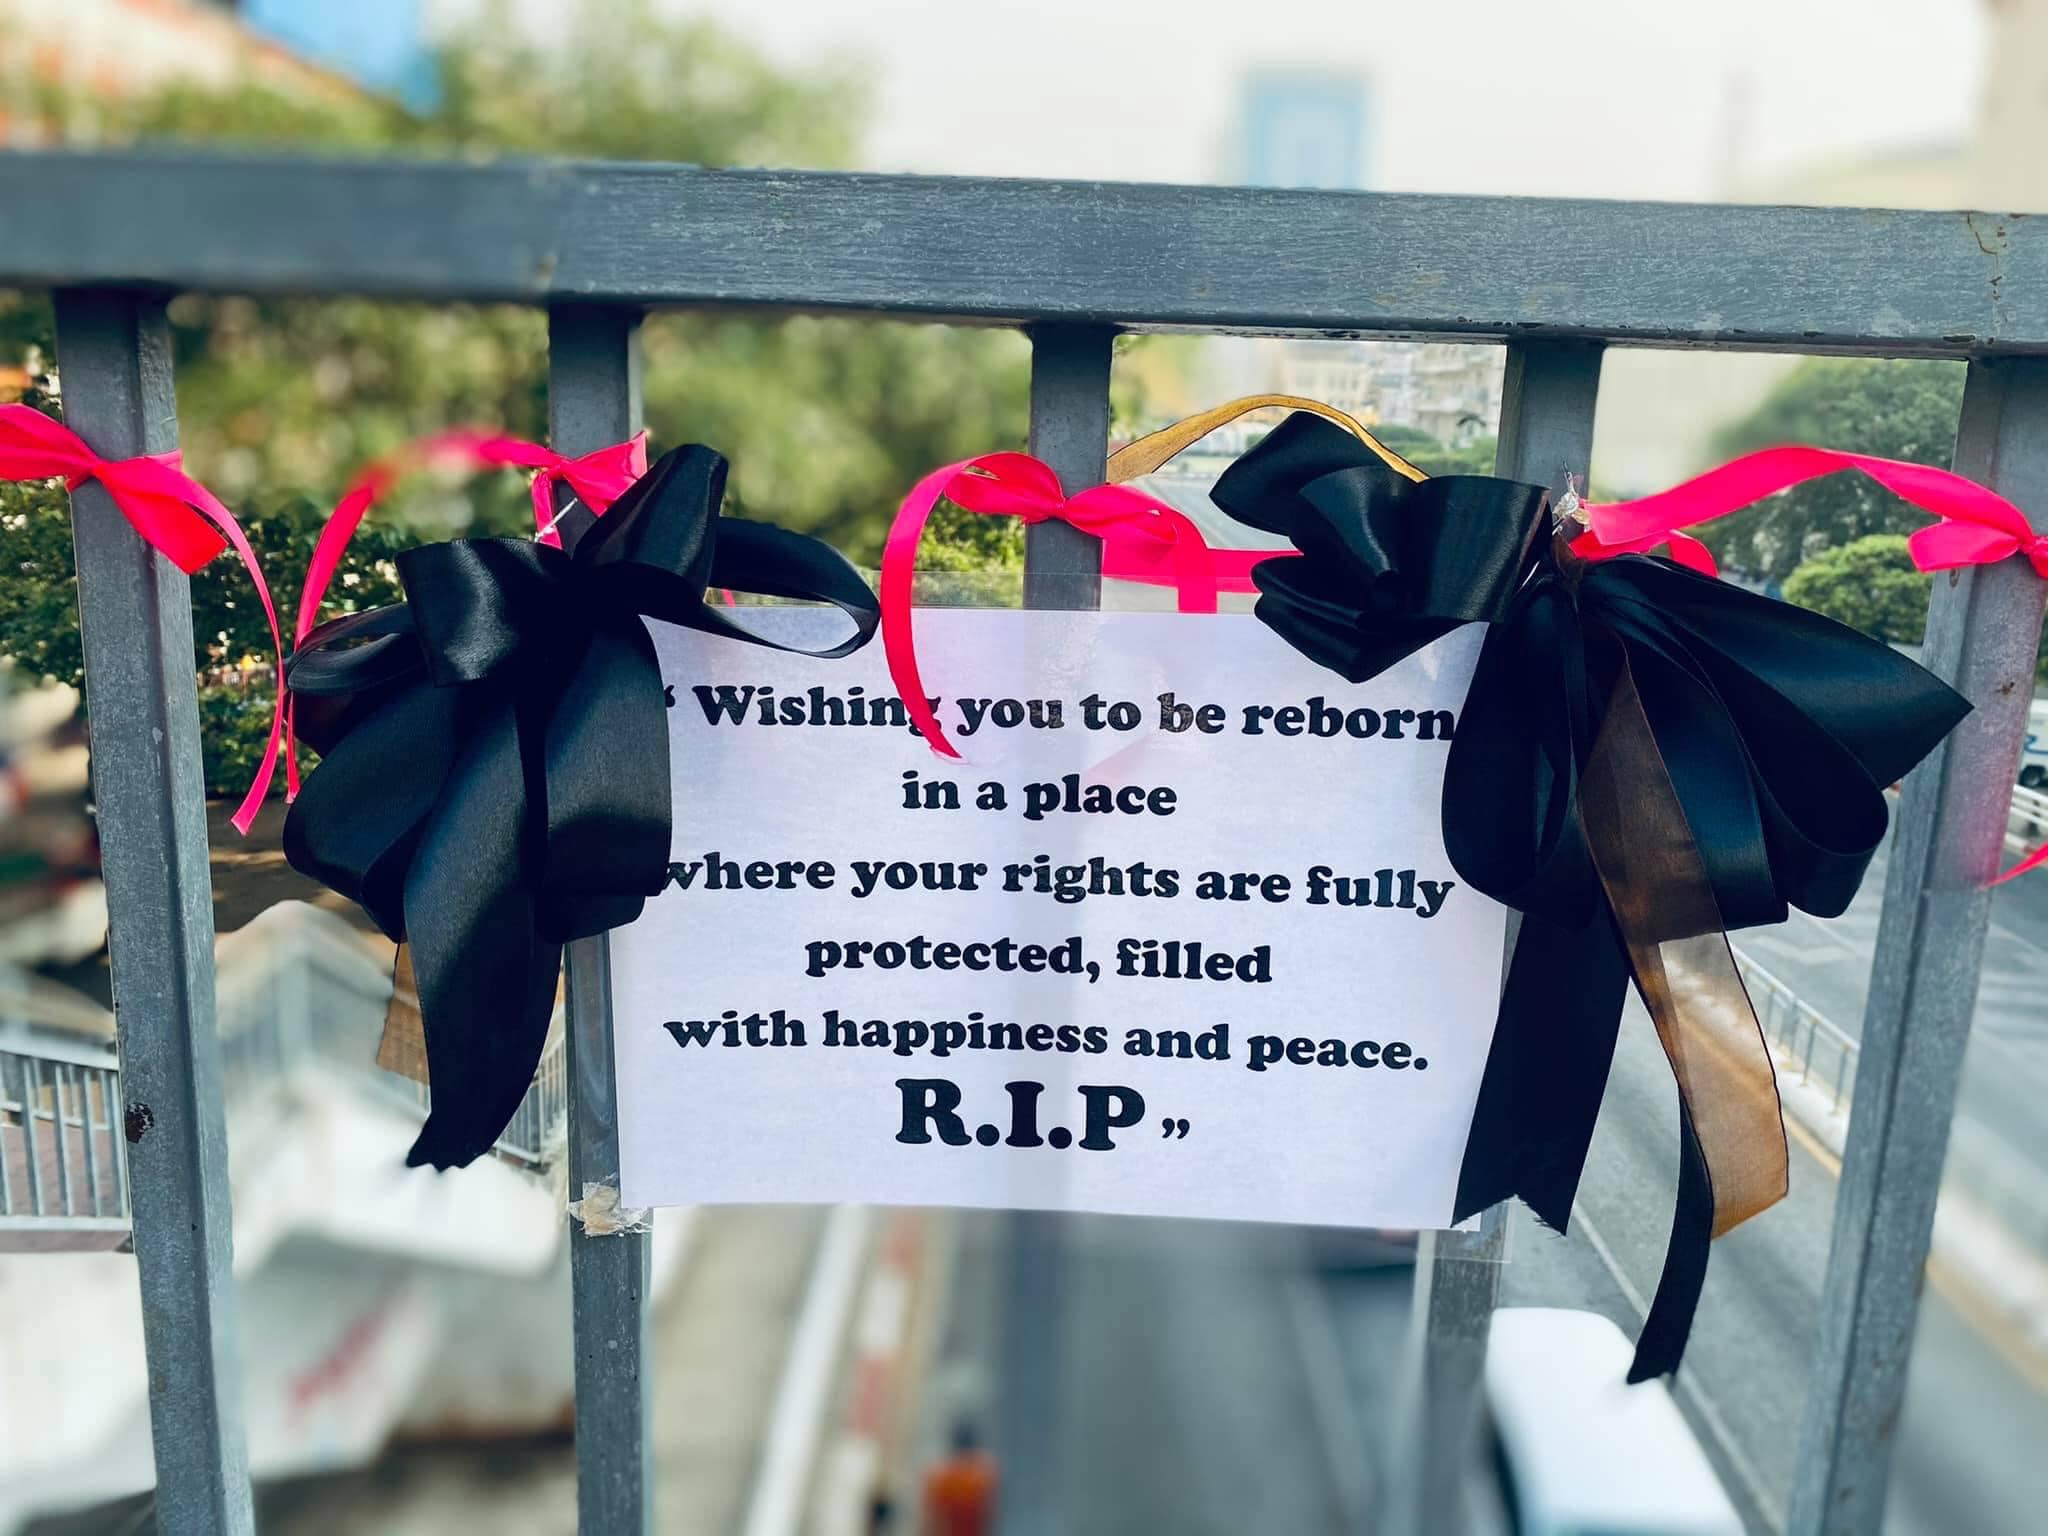 “ Wishing you to be reborn
in a place
where your rights are fully
protected, filled
with happiness and peace.
R.I.P ”